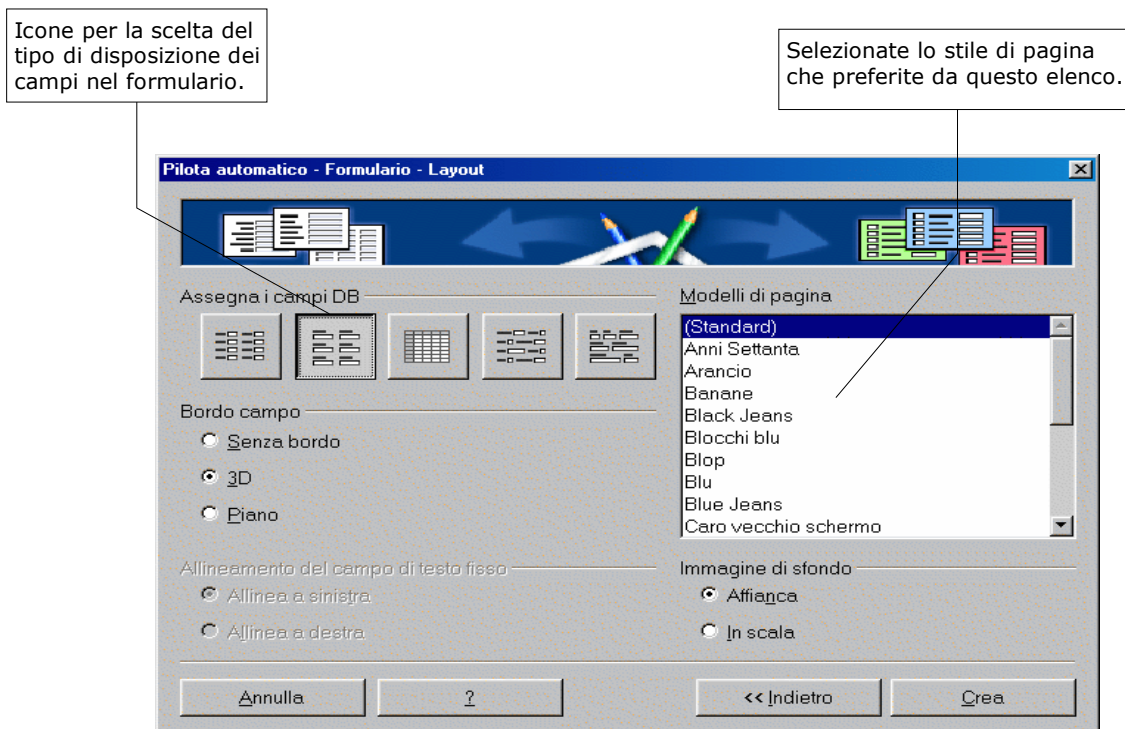 Icone per la scelta del
tipo di disposizione dei
campi nel formulario.
Selezionate lo stile di pagina
che preferite da questo elenco.
Pilota automatico - Formulario - Layout
Assegna i campi DB
Modelli di pagina
(Standard)
Anni Settanta
Arancio
Banane
Black Jeans
Blocchi blu
Blop
Blu
Blue Jeans
Caro vecchio schermo
Bordo campo
Senza bordo
3D
Piano
Allineamento del campo di testo fisso
Allinea a sinistra
Allinea a destra
Immagine di sfondo
Affianca
In scala
Annulla
?
<< Indietro
Crea